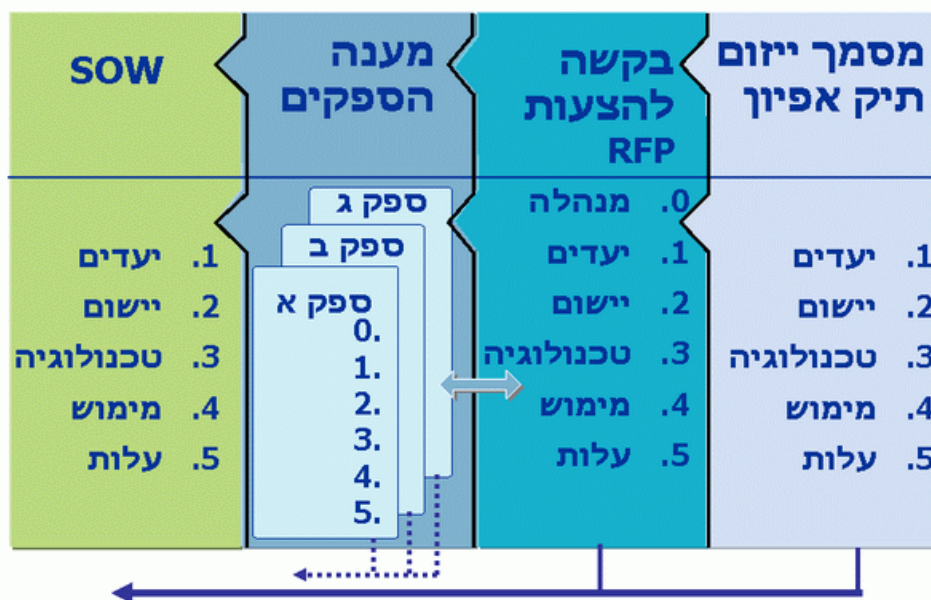 מסמך ייזום
תיק אפיון
1. יעדים
2. יישום
3. טכנולוגיה
4. מימוש
5. עלות
בקשה
להצעות
RFP
0. מנהלה
1. יעדים
2. יישום
3. טכנולוגיה
4. מימוש
5. עלות
מענה
הספקים
ספק ג
ספק ב
ספק א
0.
1.
2.
3.
4.
5.
SOW
1. יעדים
2. יישום
3. טכנולוגיה
4. מימוש
5. עלות